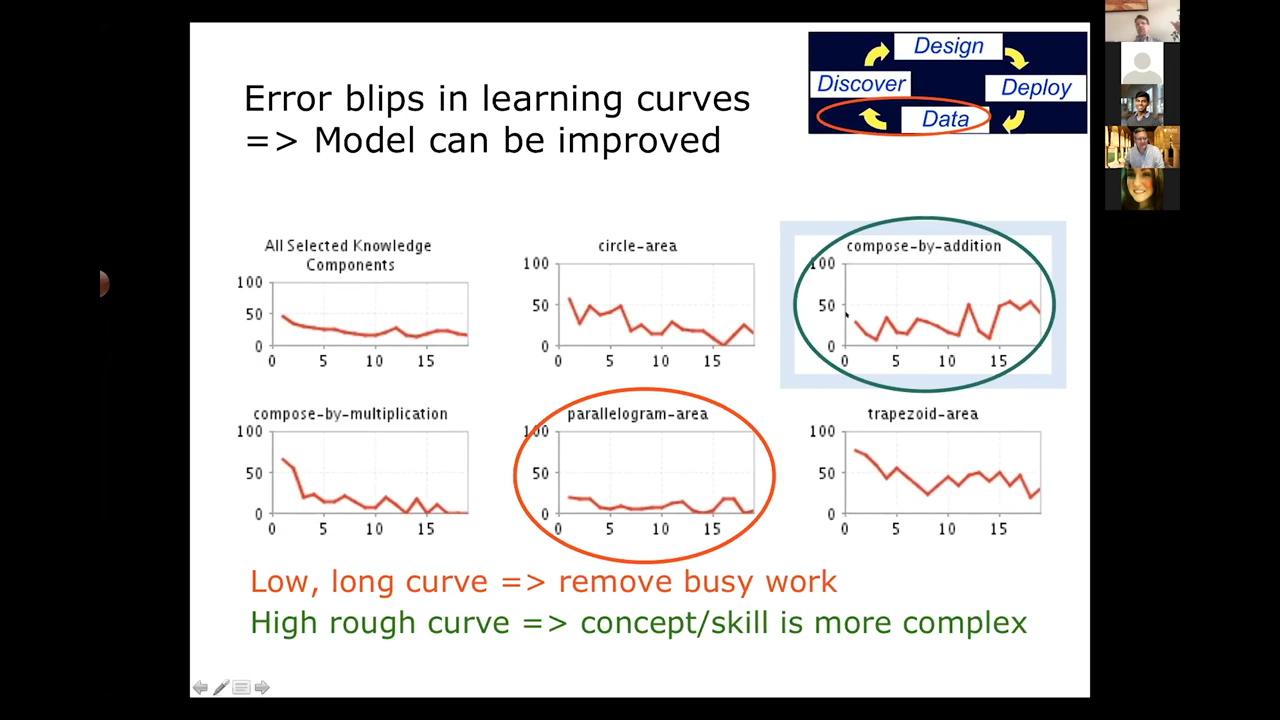 Error blips in learning curves
=> Model can be improved
Design
Discover
Deploy
Data
All Selected Knowledge
Components
100
50
0
0 5 10 15
circle-area
100
50
0
0 5 10 15
compose-by-addition
100
50
0
0 5 10 15
compose-by-multiplication
100
50
0
0 5 10 15
parallelogram-area
100
50
0
0 5 10 15
trapezoid-area
100
50
0
0 5 10 15
Low, long curve => remove busy work
High rough curve => concept/skill is more complex